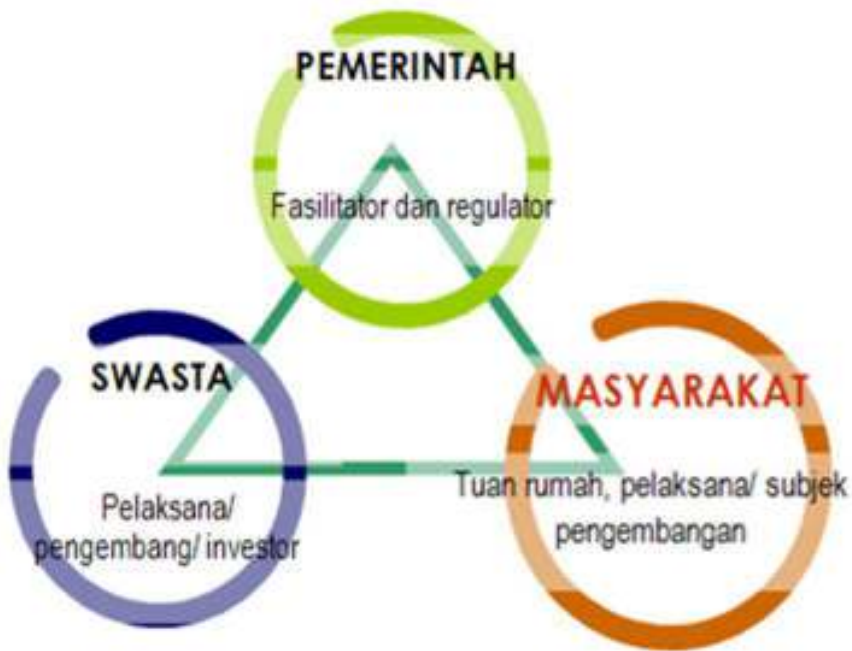 PEMERINTAH
Fasilitator dan regulator
SWASTA
Pelaksana/
pengembang/ investor
MASYARAKAT
Tuan rumah, pelaksana/ subjek
pengembangan